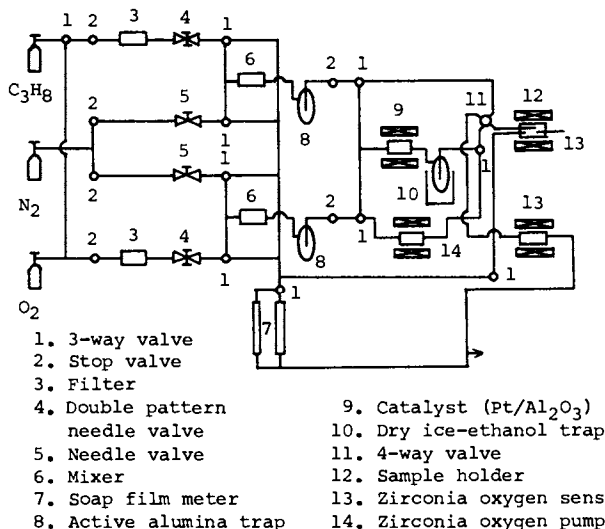 1 2 3 4 1
C3H8
6
2 1
8
5
2
9
11 12
13
N2
2
5
1
1
10
1
6
2
1
13
8
14
2 3 4 1
O2
1
1
7
1. 3-way valve
2. Stop valve
3. Filter
4. Double pattern
needle valve
5. Needle valve
6. Mixer
7. Soap film meter
8. Active alumina trap
9. Catalyst (Pt/Al2O3)
10. Dry ice-ethanol trap
11. 4-way valve
12. Sample holder
13. Zirconia oxygen sens
14. Zirconia oxygen pump